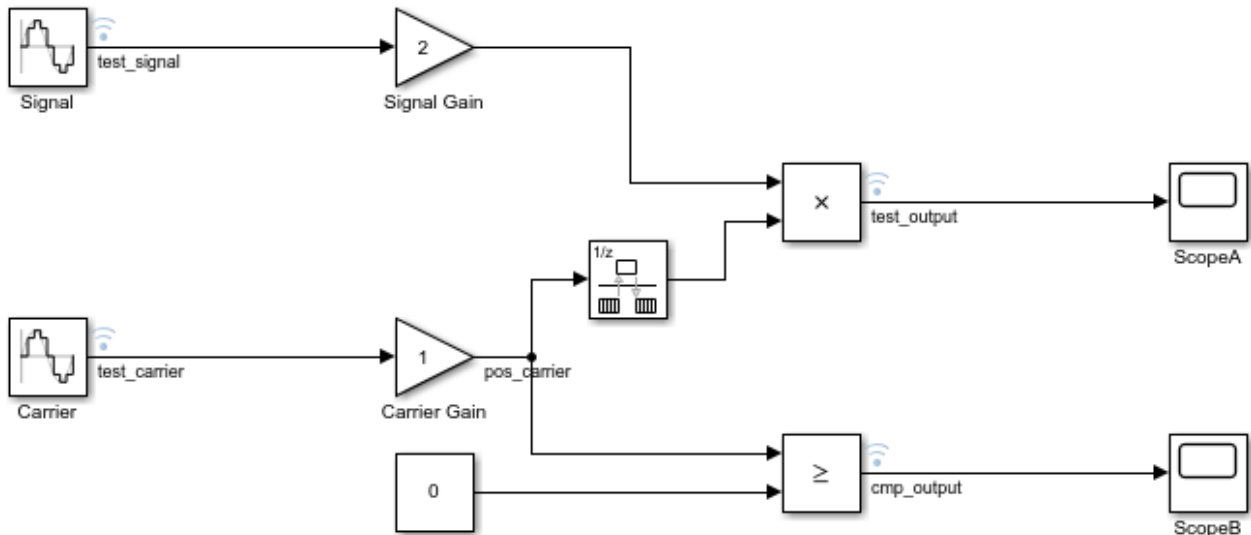 2
test_signal
Signal
Signal Gain
×
test_output
1/z
ScopeA
1
test_carrier
pos_carrier
Carrier
Carrier Gain
0
≥
cmp_output
ScopeB